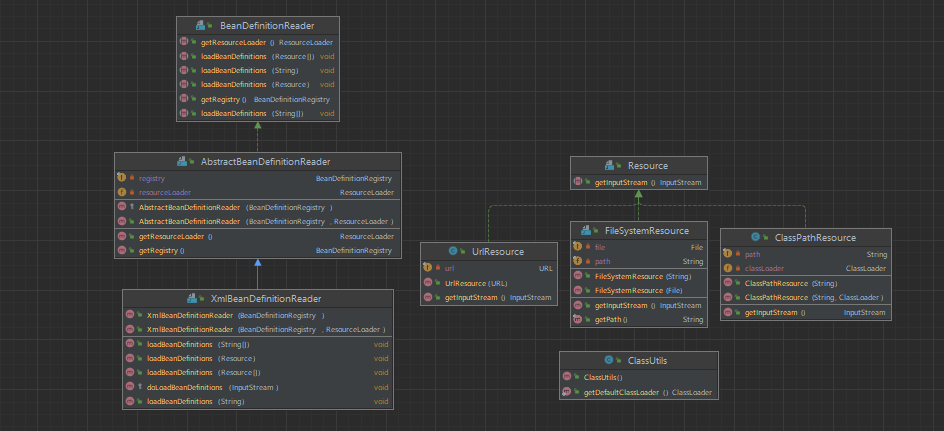 BeanDefinitionReader
getResourceLoader () ResourceLoader
loadBeanDefinitions (Resource[]) void
loadBeanDefinitions (String) void
loadBeanDefinitions (Resource) void
getRegistry () BeanDefinitionRegistry
loadBeanDefinitions (String[]) void
AbstractBeanDefinitionReader
registry BeanDefinitionRegistry
resourceLoader ResourceLoader
AbstractBeanDefinitionReader (BeanDefinitionRegistry )
AbstractBeanDefinitionReader (BeanDefinitionRegistry , ResourceLoader )
getResourceLoader () ResourceLoader
getRegistry () BeanDefinitionRegistry
XmlBeanDefinitionReader
XmlBeanDefinitionReader (BeanDefinitionRegistry )
XmlBeanDefinitionReader (BeanDefinitionRegistry , ResourceLoader )
loadBeanDefinitions (String[]) void
loadBeanDefinitions (Resource) void
loadBeanDefinitions (Resource[]) void
doLoadBeanDefinitions (InputStream ) void
loadBeanDefinitions (String) void
Resource
getInputStream () InputStream
UrlResource
url URL
UrlResource (URL)
getInputStream () InputStream
FileSystemResource
file File
path String
FileSystemResource (String)
FileSystemResource (File)
getInputStream () InputStream
getPath () String
ClassPathResource
path String
classLoader ClassLoader
ClassPathResource (String)
ClassPathResource (String, ClassLoader )
getInputStream () InputStream
ClassUtils
ClassUtils()
getDefaultClassLoader () ClassLoader